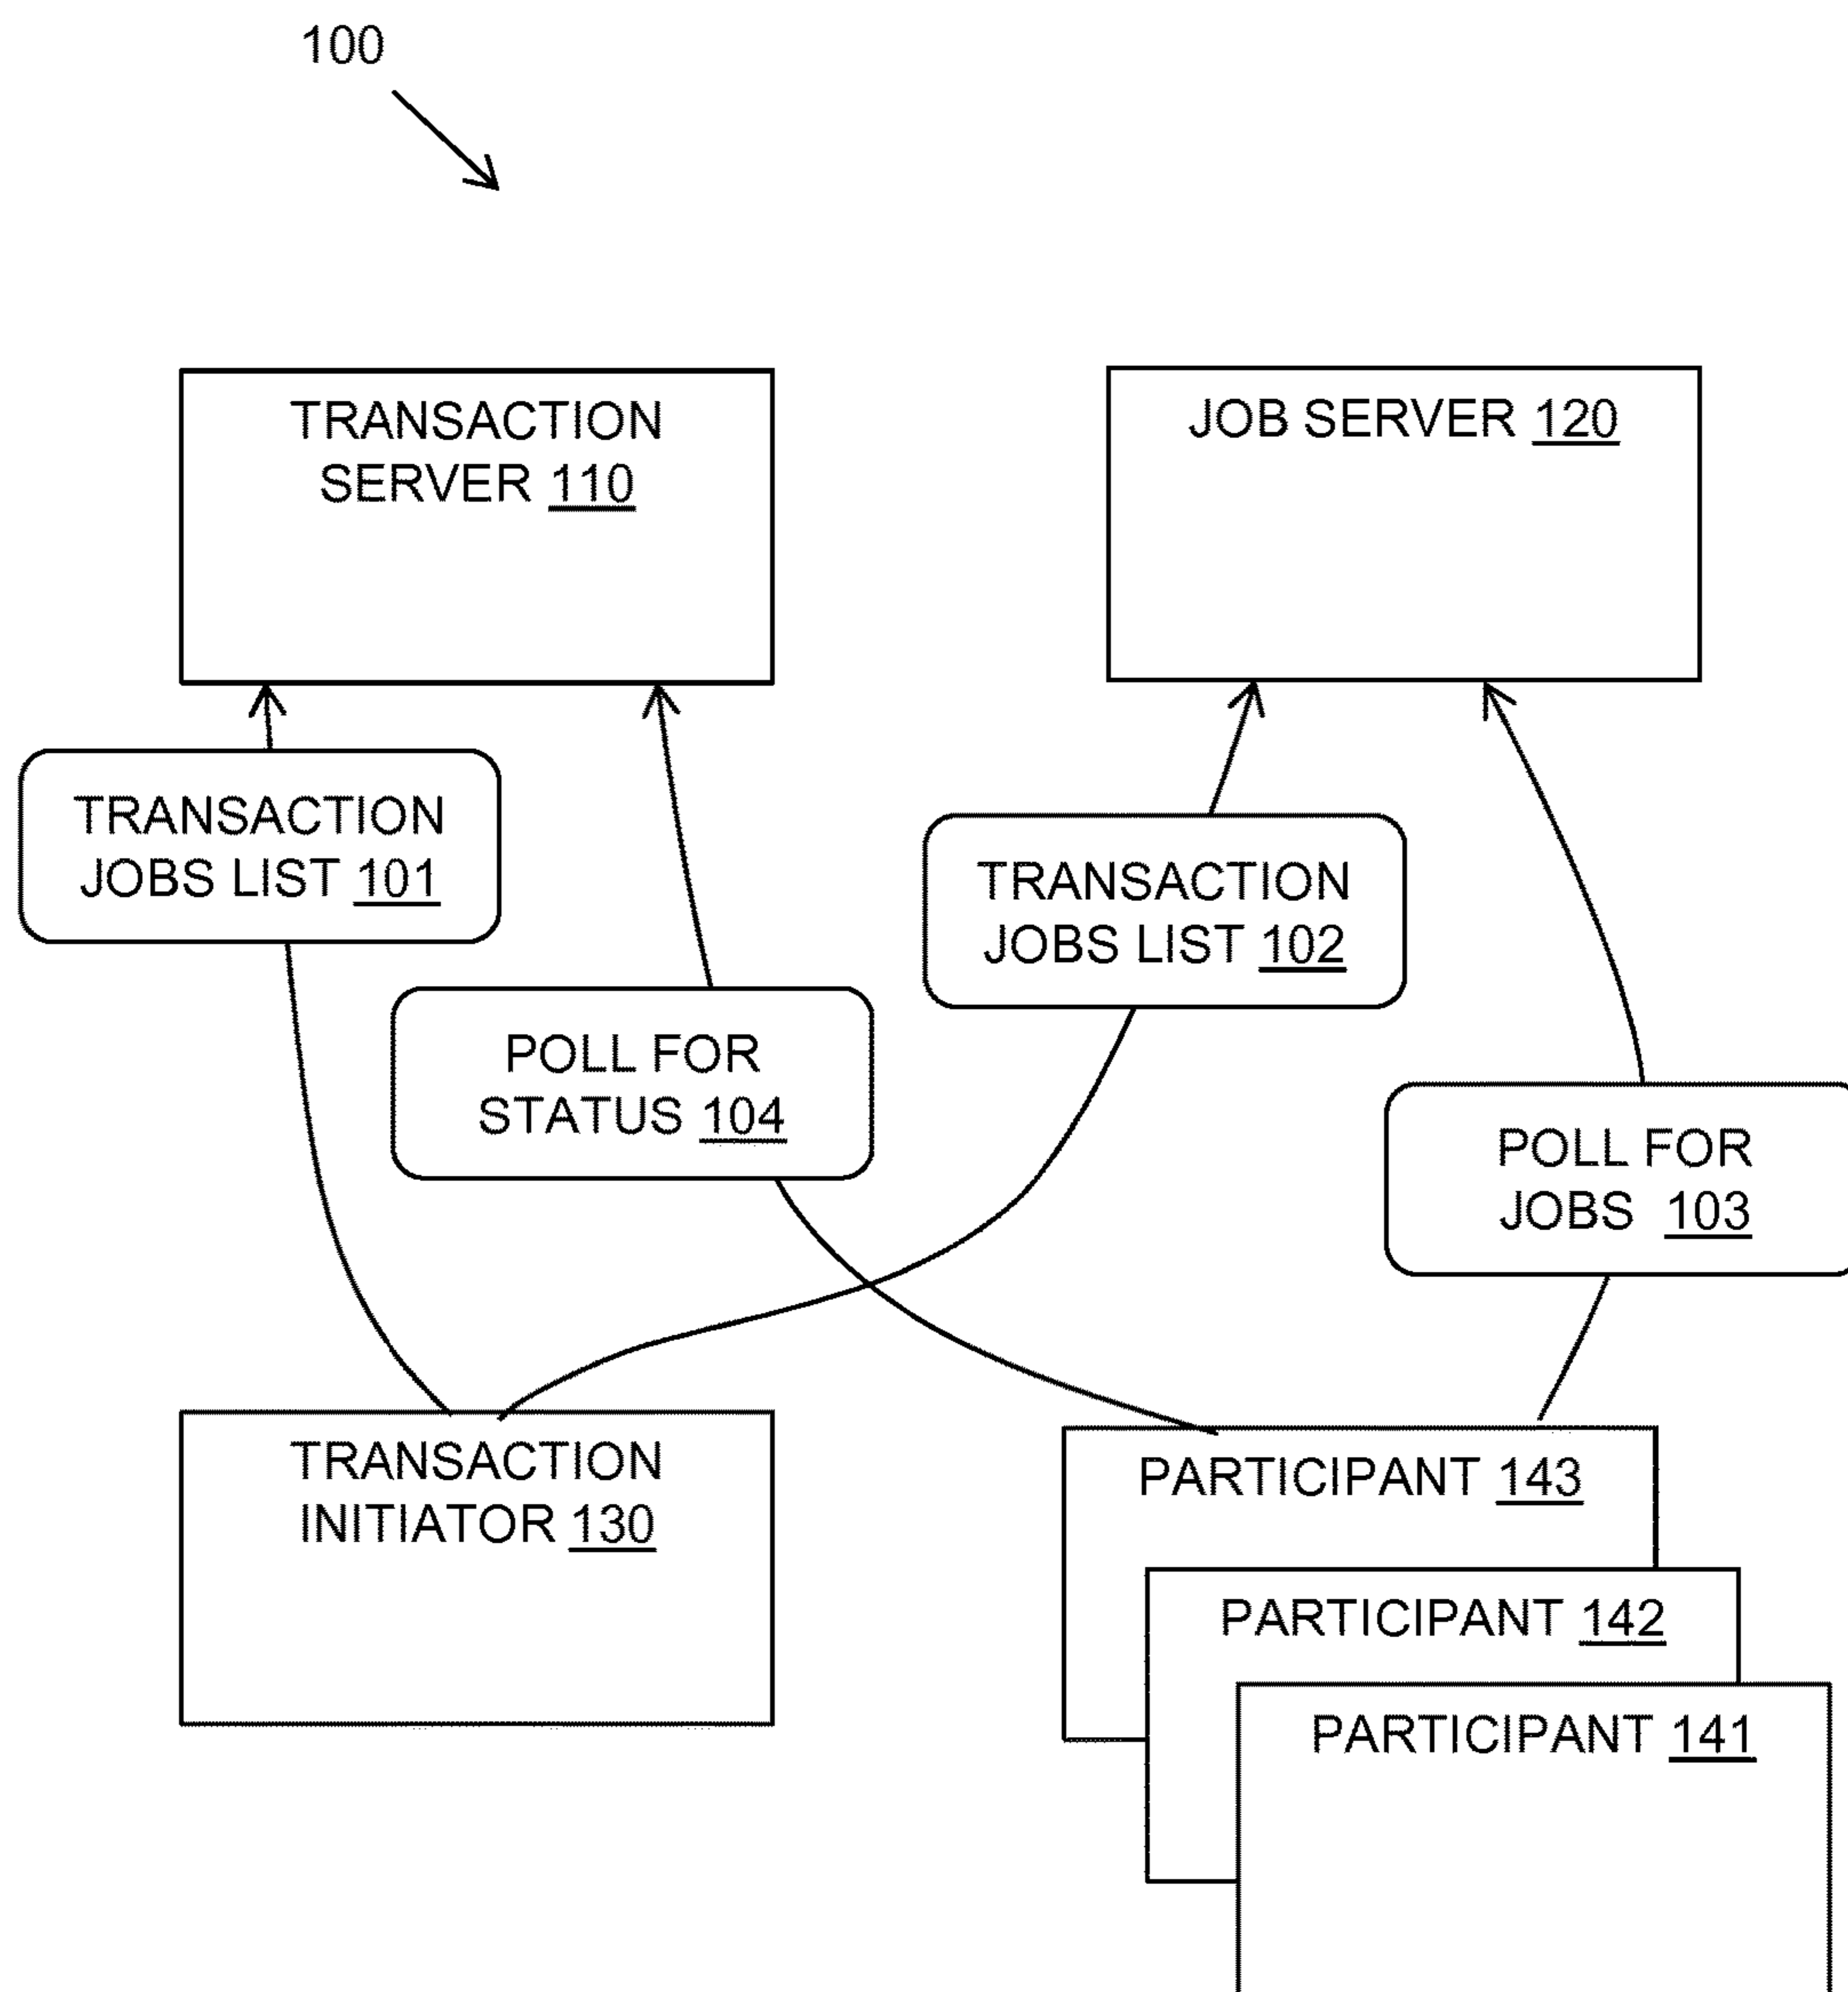 100
TRANSACTION
SERVER 110
JOB SERVER 120
TRANSACTION
JOBS LIST 101
TRANSACTION
JOBS LIST 102
POLL FOR
STATUS 104
POLL FOR
JOBS 103
TRANSACTION
INITIATOR 130
PARTICIPANT 143
PARTICIPANT 142
PARTICIPANT 141